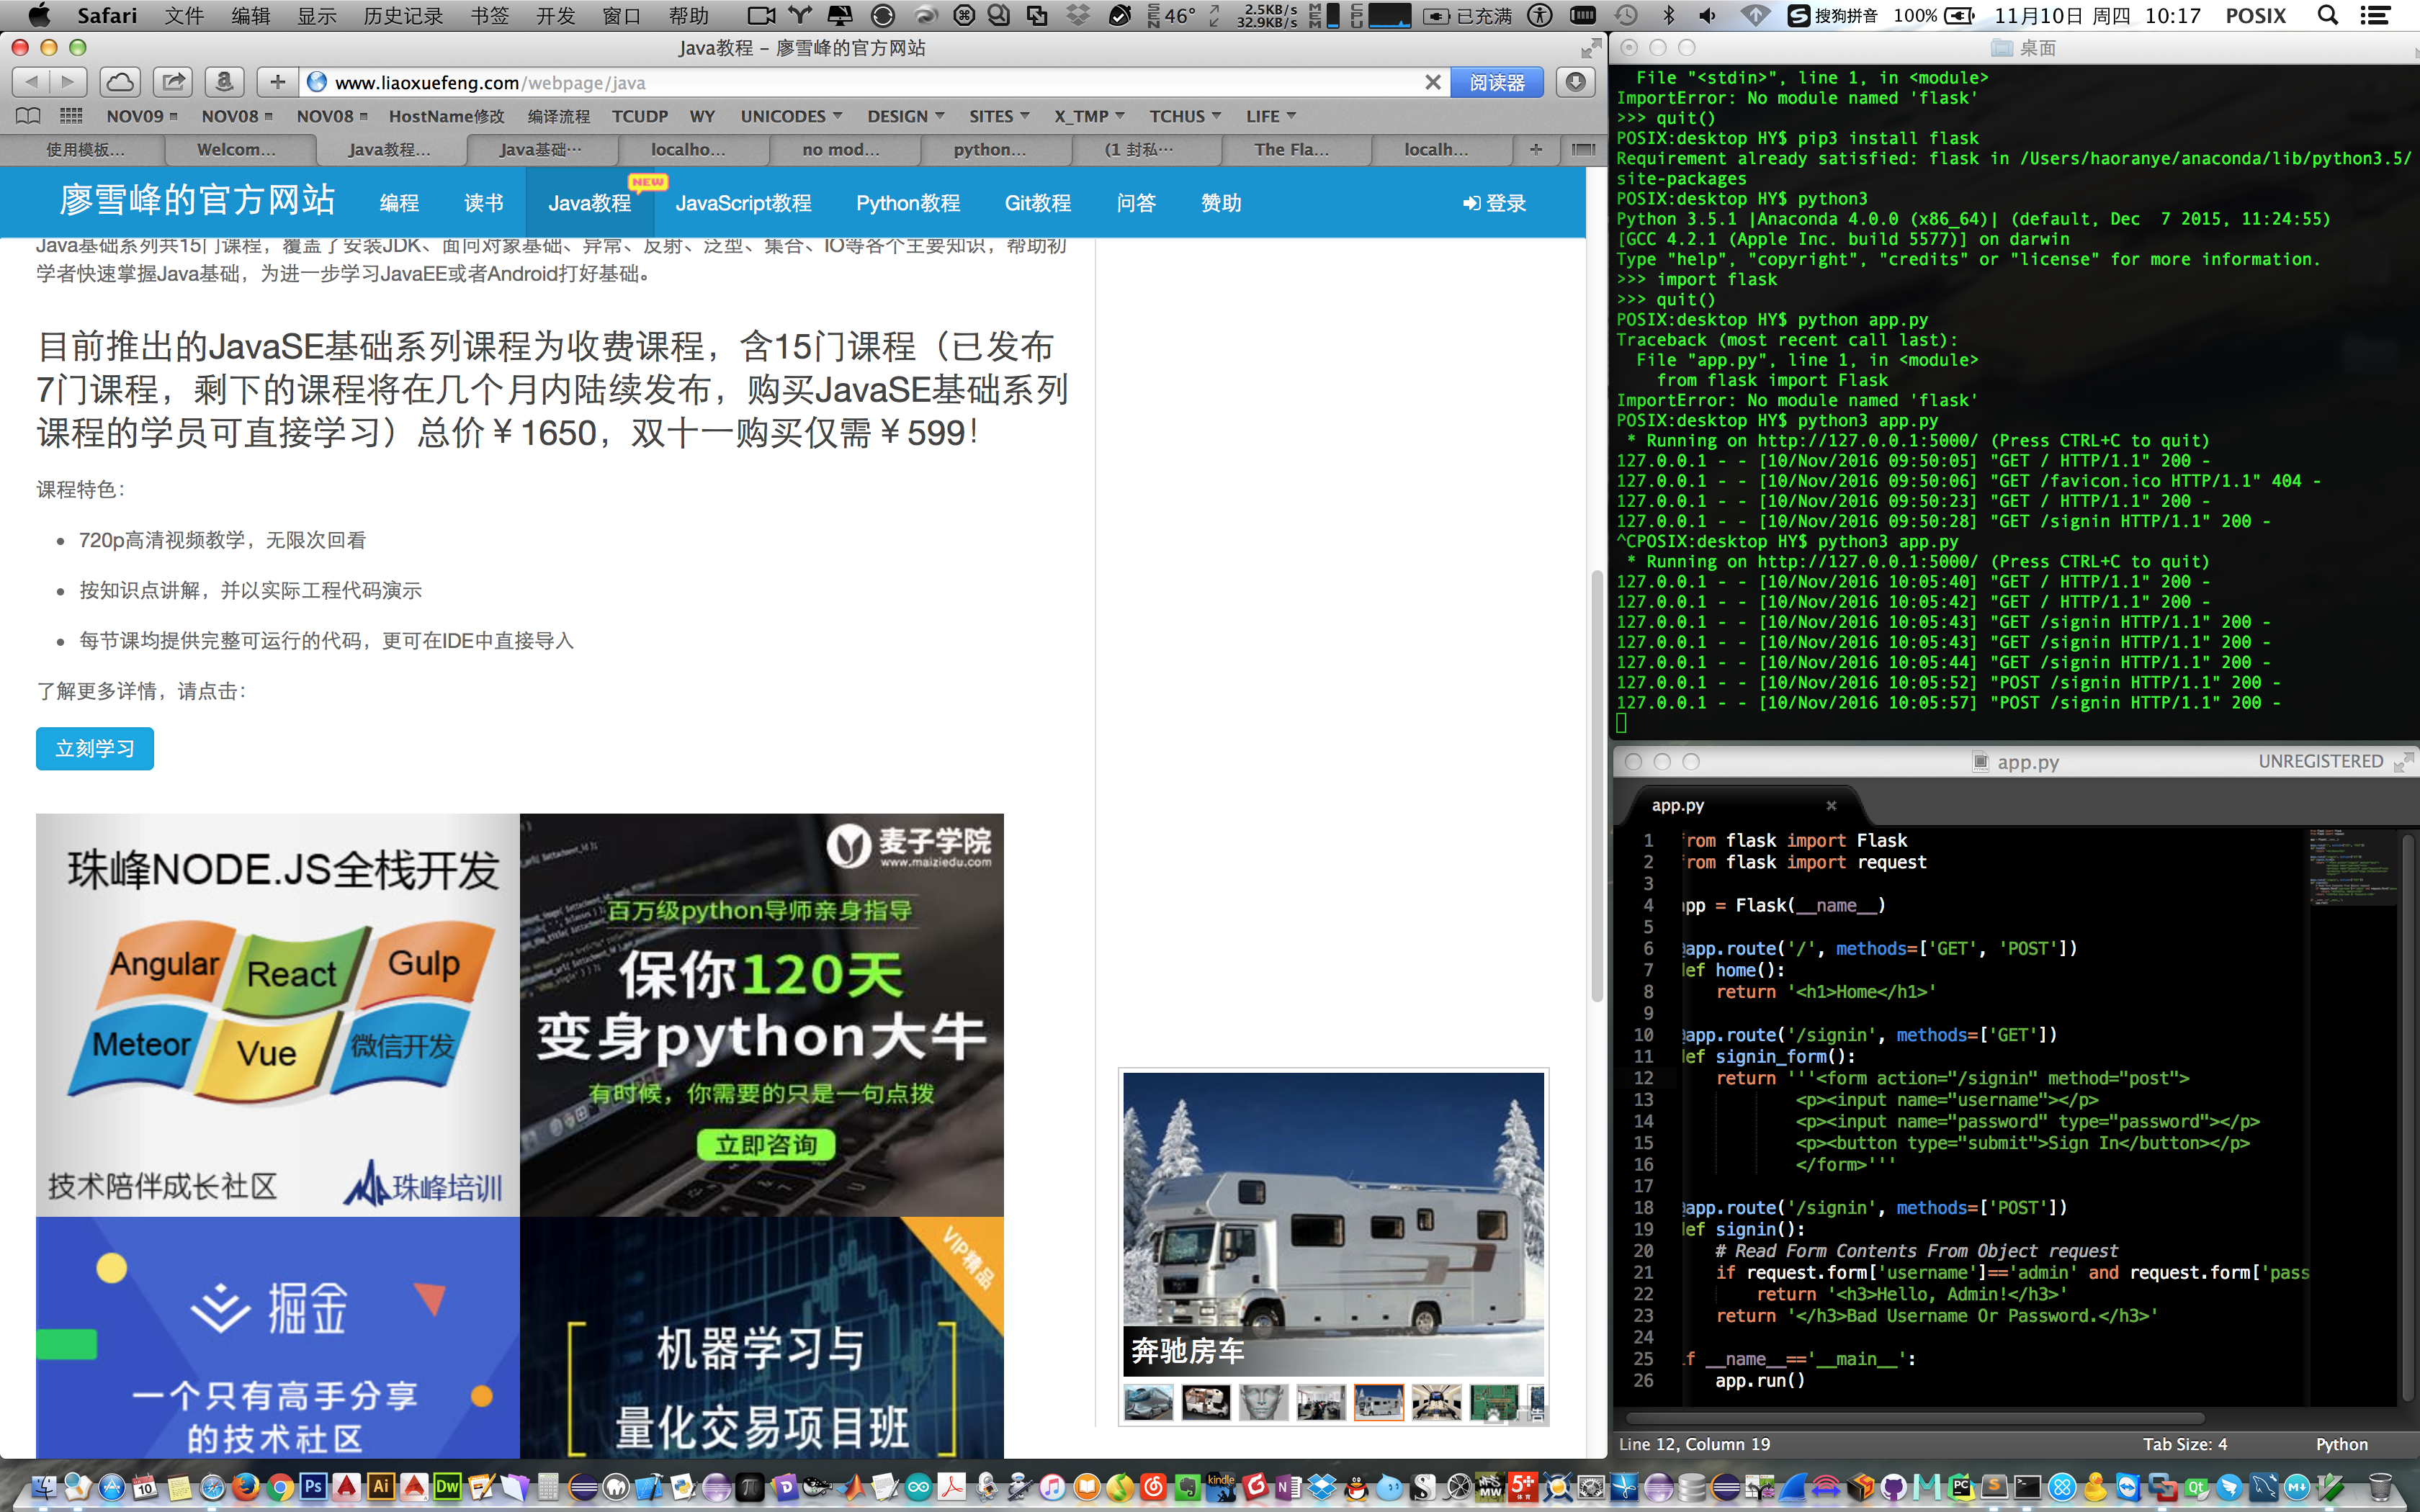 Safari 文件 编辑 显示 历史记录 书签 开发 窗口 帮助 46° 2.5KB/s 32.9KB/s 已充满 搜狗拼音 100% 11月10日 周四 10:17 POSIX
Java教程 – 廖雪峰的官方网站
www.liaoxuefeng.com/webpage/java 阅读器
NOV09 NOV08 NOV08 HostName修改 编译流程 TCUDP WY UNICODES DESIGN SITES X_TMP TCHUS LIFE
使用模板... Welcom... Java教程... Java基础… localho... no mod... python... (1 封私… The Fla... localh...
廖雪峰的官方网站 编程 读书 Java教程 NEW JavaScript教程 Python教程 Git教程 问答 赞助 登录
Java基础系列共15门课程，覆盖了安装JDK、面向对象基础、异常、反射、泛型、集合、IO等各个主要知识，帮助初
学者快速掌握Java基础，为进一步学习JavaEE或者Android打好基础。
目前推出的JavaSE基础系列课程为收费课程，含15门课程（已发布
7门课程，剩下的课程将在几个月内陆续发布，购买JavaSE基础系列
课程的学员可直接学习）总价￥1650，双十一购买仅需￥599！
课程特色：
720p高清视频教学，无限次回看
按知识点讲解，并以实际工程代码演示
每节课均提供完整可运行的代码，更可在IDE中直接导入
了解更多详情，请点击：
立刻学习
珠峰NODE.JS全栈开发
Angular React Gulp
Meteor Vue 微信开发
技术陪伴成长社区 珠峰培训
麦子学院
www.maiziedu.com
百万级python导师亲身指导
保你120天
变身python大牛
有时候，你需要的只是一句点拨
立即咨询
掘金
一个只有高手分享
的技术社区
VIP精品
机器学习与
量化交易项目班
奔驰房车
桌面
File "<stdin>", line 1, in <module>
ImportError: No module named 'flask'
>>> quit()
POSIX:desktop HY$ pip3 install flask
Requirement already satisfied: flask in /Users/haoranye/anaconda/lib/python3.5/
site-packages
POSIX:desktop HY$ python3
Python 3.5.1 |Anaconda 4.0.0 (x86_64)| (default, Dec  7 2015, 11:24:55)
[GCC 4.2.1 (Apple Inc. build 5577)] on darwin
Type "help", "copyright", "credits" or "license" for more information.
>>> import flask
>>> quit()
POSIX:desktop HY$ python app.py
Traceback (most recent call last):
File "app.py", line 1, in <module>
from flask import Flask
ImportError: No module named 'flask'
POSIX:desktop HY$ python3 app.py
* Running on http://127.0.0.1:5000/ (Press CTRL+C to quit)
127.0.0.1 - - [10/Nov/2016 09:50:05] "GET / HTTP/1.1" 200 -
127.0.0.1 - - [10/Nov/2016 09:50:06] "GET /favicon.ico HTTP/1.1" 404 -
127.0.0.1 - - [10/Nov/2016 09:50:23] "GET / HTTP/1.1" 200 -
127.0.0.1 - - [10/Nov/2016 09:50:28] "GET /signin HTTP/1.1" 200 -
^CPOSIX:desktop HY$ python3 app.py
* Running on http://127.0.0.1:5000/ (Press CTRL+C to quit)
127.0.0.1 - - [10/Nov/2016 10:05:40] "GET / HTTP/1.1" 200 -
127.0.0.1 - - [10/Nov/2016 10:05:42] "GET / HTTP/1.1" 200 -
127.0.0.1 - - [10/Nov/2016 10:05:43] "GET /signin HTTP/1.1" 200 -
127.0.0.1 - - [10/Nov/2016 10:05:43] "GET /signin HTTP/1.1" 200 -
127.0.0.1 - - [10/Nov/2016 10:05:44] "GET /signin HTTP/1.1" 200 -
127.0.0.1 - - [10/Nov/2016 10:05:52] "POST /signin HTTP/1.1" 200 -
127.0.0.1 - - [10/Nov/2016 10:05:57] "POST /signin HTTP/1.1" 200 -
app.py UNREGISTERED
app.py
1 from flask import Flask
2 from flask import request
3
4 app = Flask(__name__)
5
6 @app.route('/', methods=['GET', 'POST'])
7 def home():
8 return '<h1>Home</h1>'
9
10 @app.route('/signin', methods=['GET'])
11 def signin_form():
12 return '''<form action="/signin" method="post">
13 <p><input name="username"></p>
14 <p><input name="password" type="password"></p>
15 <p><button type="submit">Sign In</button></p>
16 </form>'''
17
18 @app.route('/signin', methods=['POST'])
19 def signin():
20 # Read Form Contents From Object request
21 if request.form['username']=='admin' and request.form['pass
22 return '<h3>Hello, Admin!</h3>'
23 return '</h3>Bad Username Or Password.</h3>'
24
25 if __name__=='__main__':
26 app.run()
Line 12, Column 19 Tab Size: 4 Python